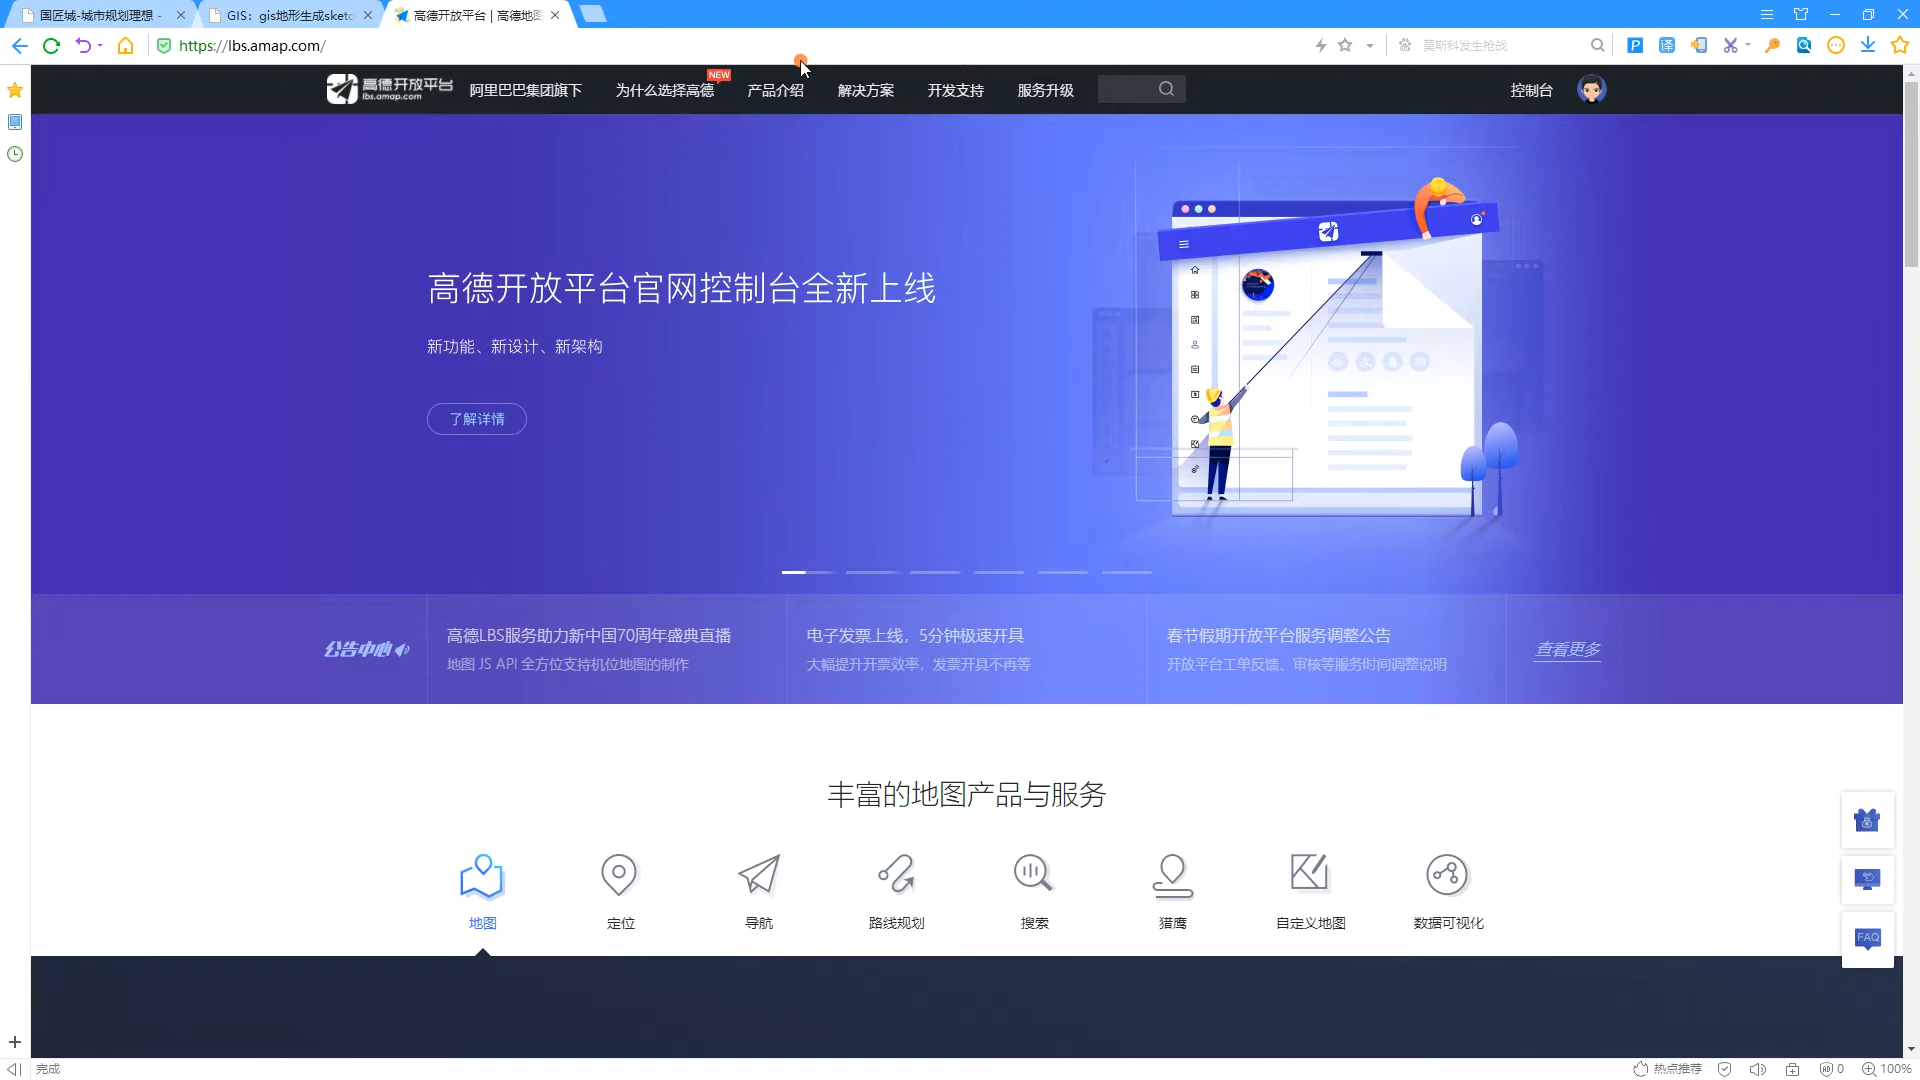 国匠城-城市规划理想 -
GIS：gis地形生成sketc
高德开放平台 | 高德地图
https://lbs.amap.com/
莫斯科发生枪战
高德开放平台
lbs.amap.com
阿里巴巴集团旗下
为什么选择高德
NEW
产品介绍
解决方案
开发支持
服务升级
控制台
高德开放平台官网控制台全新上线
新功能、新设计、新架构
了解详情
公告中心
高德LBS服务助力新中国70周年盛典直播
地图 JS API 全方位支持机位地图的制作
电子发票上线，5分钟极速开具
大幅提升开票效率，发票开具不再等
春节假期开放平台服务调整公告
开放平台工单反馈、审核等服务时间调整说明
查看更多
丰富的地图产品与服务
地图
定位
导航
路线规划
搜索
猎鹰
自定义地图
数据可视化
FAQ
完成
热点推荐
0
100%